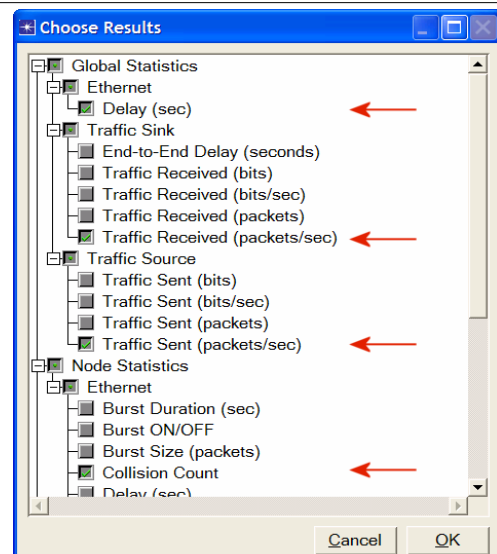 Choose Results
Global Statistics
Ethernet
Delay (sec)
Traffic Sink
End-to-End Delay (seconds)
Traffic Received (bits)
Traffic Received (bits/sec)
Traffic Received (packets)
Traffic Received (packets/sec)
Traffic Source
Traffic Sent (bits)
Traffic Sent (bits/sec)
Traffic Sent (packets)
Traffic Sent (packets/sec)
Node Statistics
Ethernet
Burst Duration (sec)
Burst ON/OFF
Burst Size (packets)
Collision Count
Delay (sec)
Cancel OK